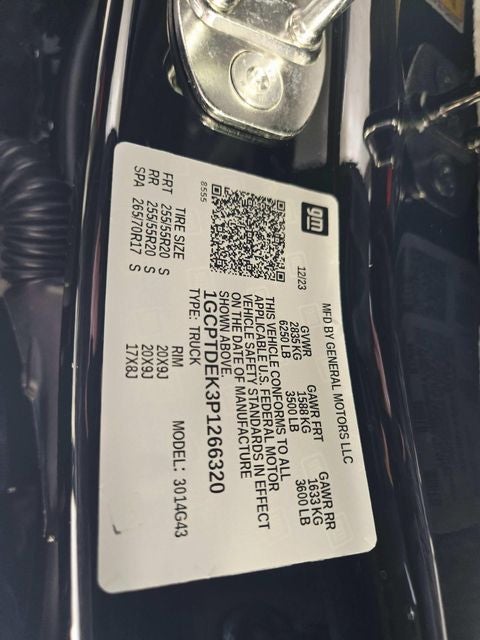 MFD BY GENERAL MOTORS LLC
gm
12/23
GVWR GAWR FRT GAWR RR
2835 KG 1588 KG 1633 KG
6250 LB 3500 LB 3600 LB
THIS VEHICLE CONFORMS TO ALL
APPLICABLE U.S. FEDERAL MOTOR
VEHICLE SAFETY STANDARDS IN EFFECT
ON THE DATE OF MANUFACTURE
SHOWN ABOVE.
1GCPTDEK3P1266320
TYPE: TRUCK
8555
MODEL: 3014G43
TIRE SIZE RIM
FRT 255/55R20 S 20X9J
RR 255/55R20 S 20X9J
SPA 265/70R17 S 17X8J